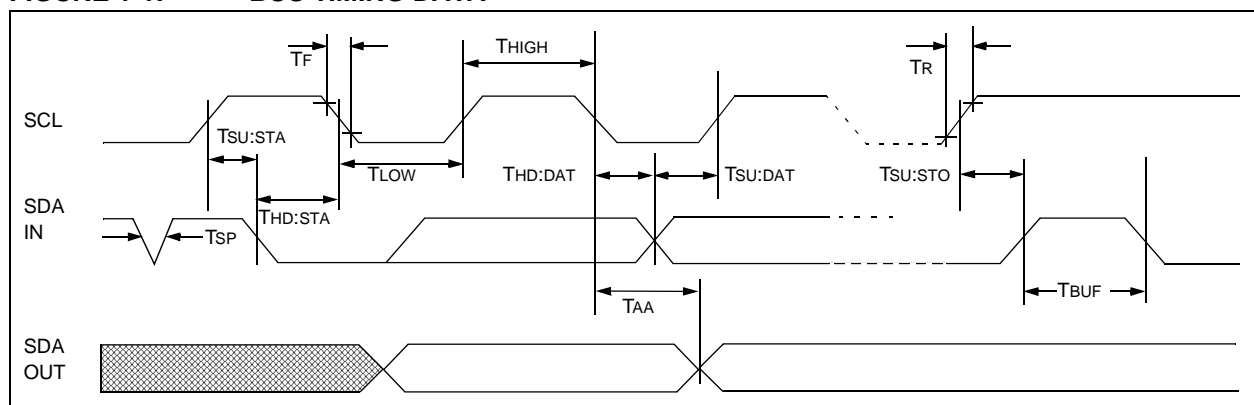 FIGURE 1-1: BUS TIMING DATA
TF
THIGH
TR
SCL
TSU:STA
TLOW
THD:DAT
TSU:DAT
TSU:STO
SDA
IN
THD:STA
TSP
TBUF
TAA
SDA
OUT